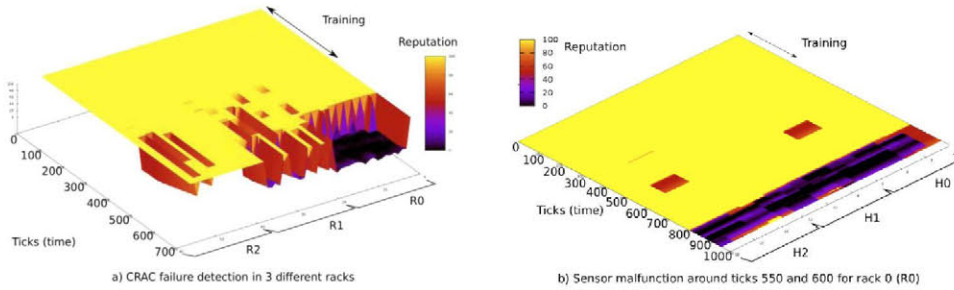 Training
Reputation
0
100
200
300
400
500
600
700
Ticks (time)
R2
R1
R0
a) CRAC failure detection in 3 different racks
100
80
60
40
20
0
Reputation
Training
0
100
200
300
400
500
600
700
800
900
1000
Ticks (time)
H2
H1
H0
b) Sensor malfunction around ticks 550 and 600 for rack 0 (R0)